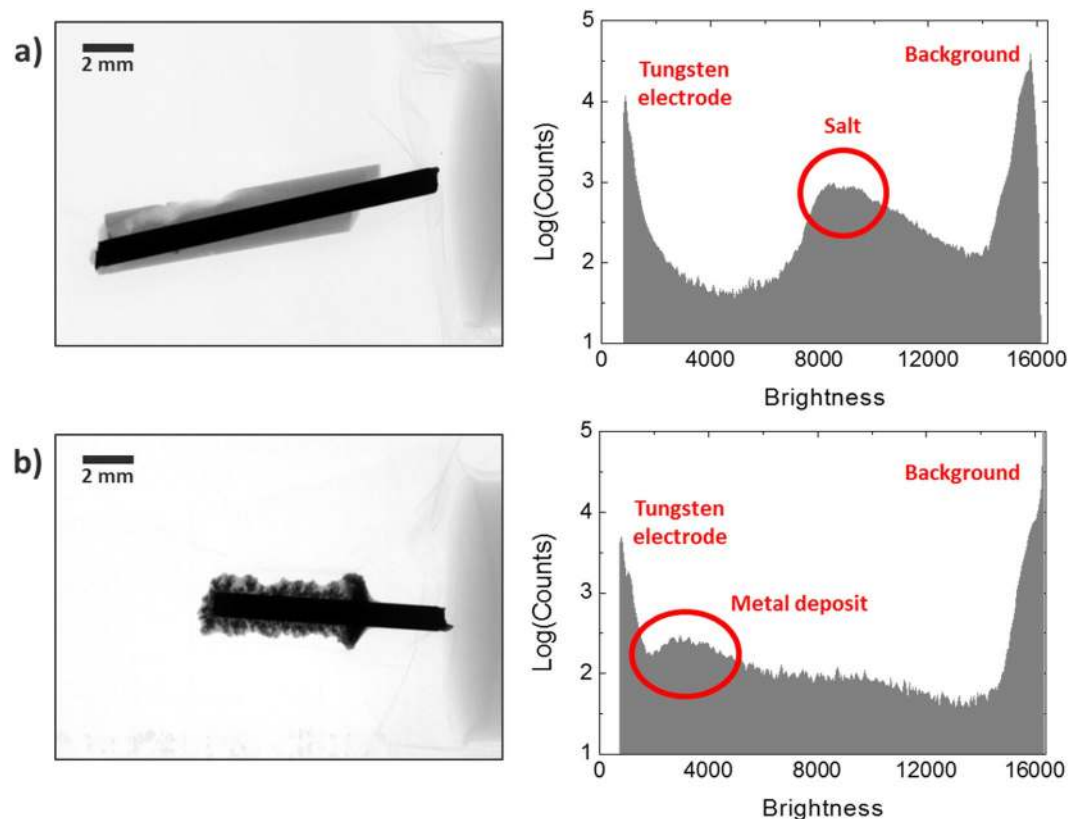 a)
2 mm
5
4
3
2
1
Log(Counts)
Tungsten
electrode
Salt
Background
0 4000 8000 12000 16000
Brightness
b)
2 mm
5
4
3
2
1
Log(Counts)
Tungsten
electrode
Metal deposit
Background
0 4000 8000 12000 16000
Brightness